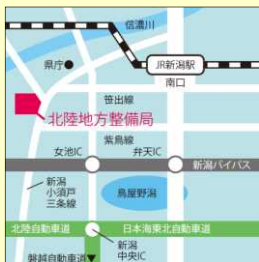 信濃川
県庁
JR新潟駅
南口
笹出線
北陸地方整備局
紫鳥線
女池IC
弁天IC
新潟バイパス
新潟
小須戸
三条線
鳥屋野潟
北陸自動車道
日本海東北自動車道
新潟
中央IC
磐越自動車道▼